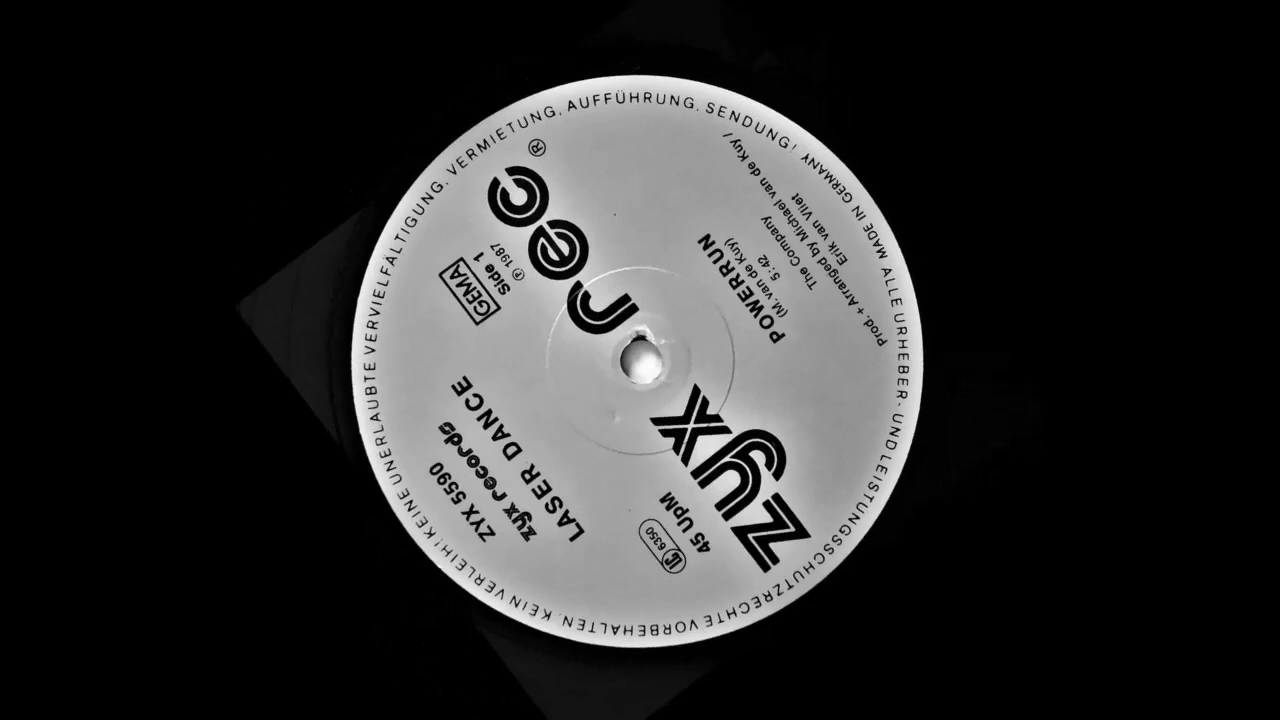 KEINE UNERLAUBTE VERVIELFÄLTIGUNG, VERMIETUNG, AUFFÜHRUNG, SENDUNG! MADE IN GERMANY ALLE URHEBER- UND LEISTUNGSSCHUTZRECHTE VORBEHALTEN. KEIN VERLEIH!
zyx rec ®
ZYX 5590
zyx records
LASER DANCE
GEMA
Side 1
Ⓟ 1987
LC 6350
45 UpM
POWERRUN
(M. van de Kuy)
5:42
The Company
Prod. + Arranged by Michael van de Kuy /
Erik van Vliet